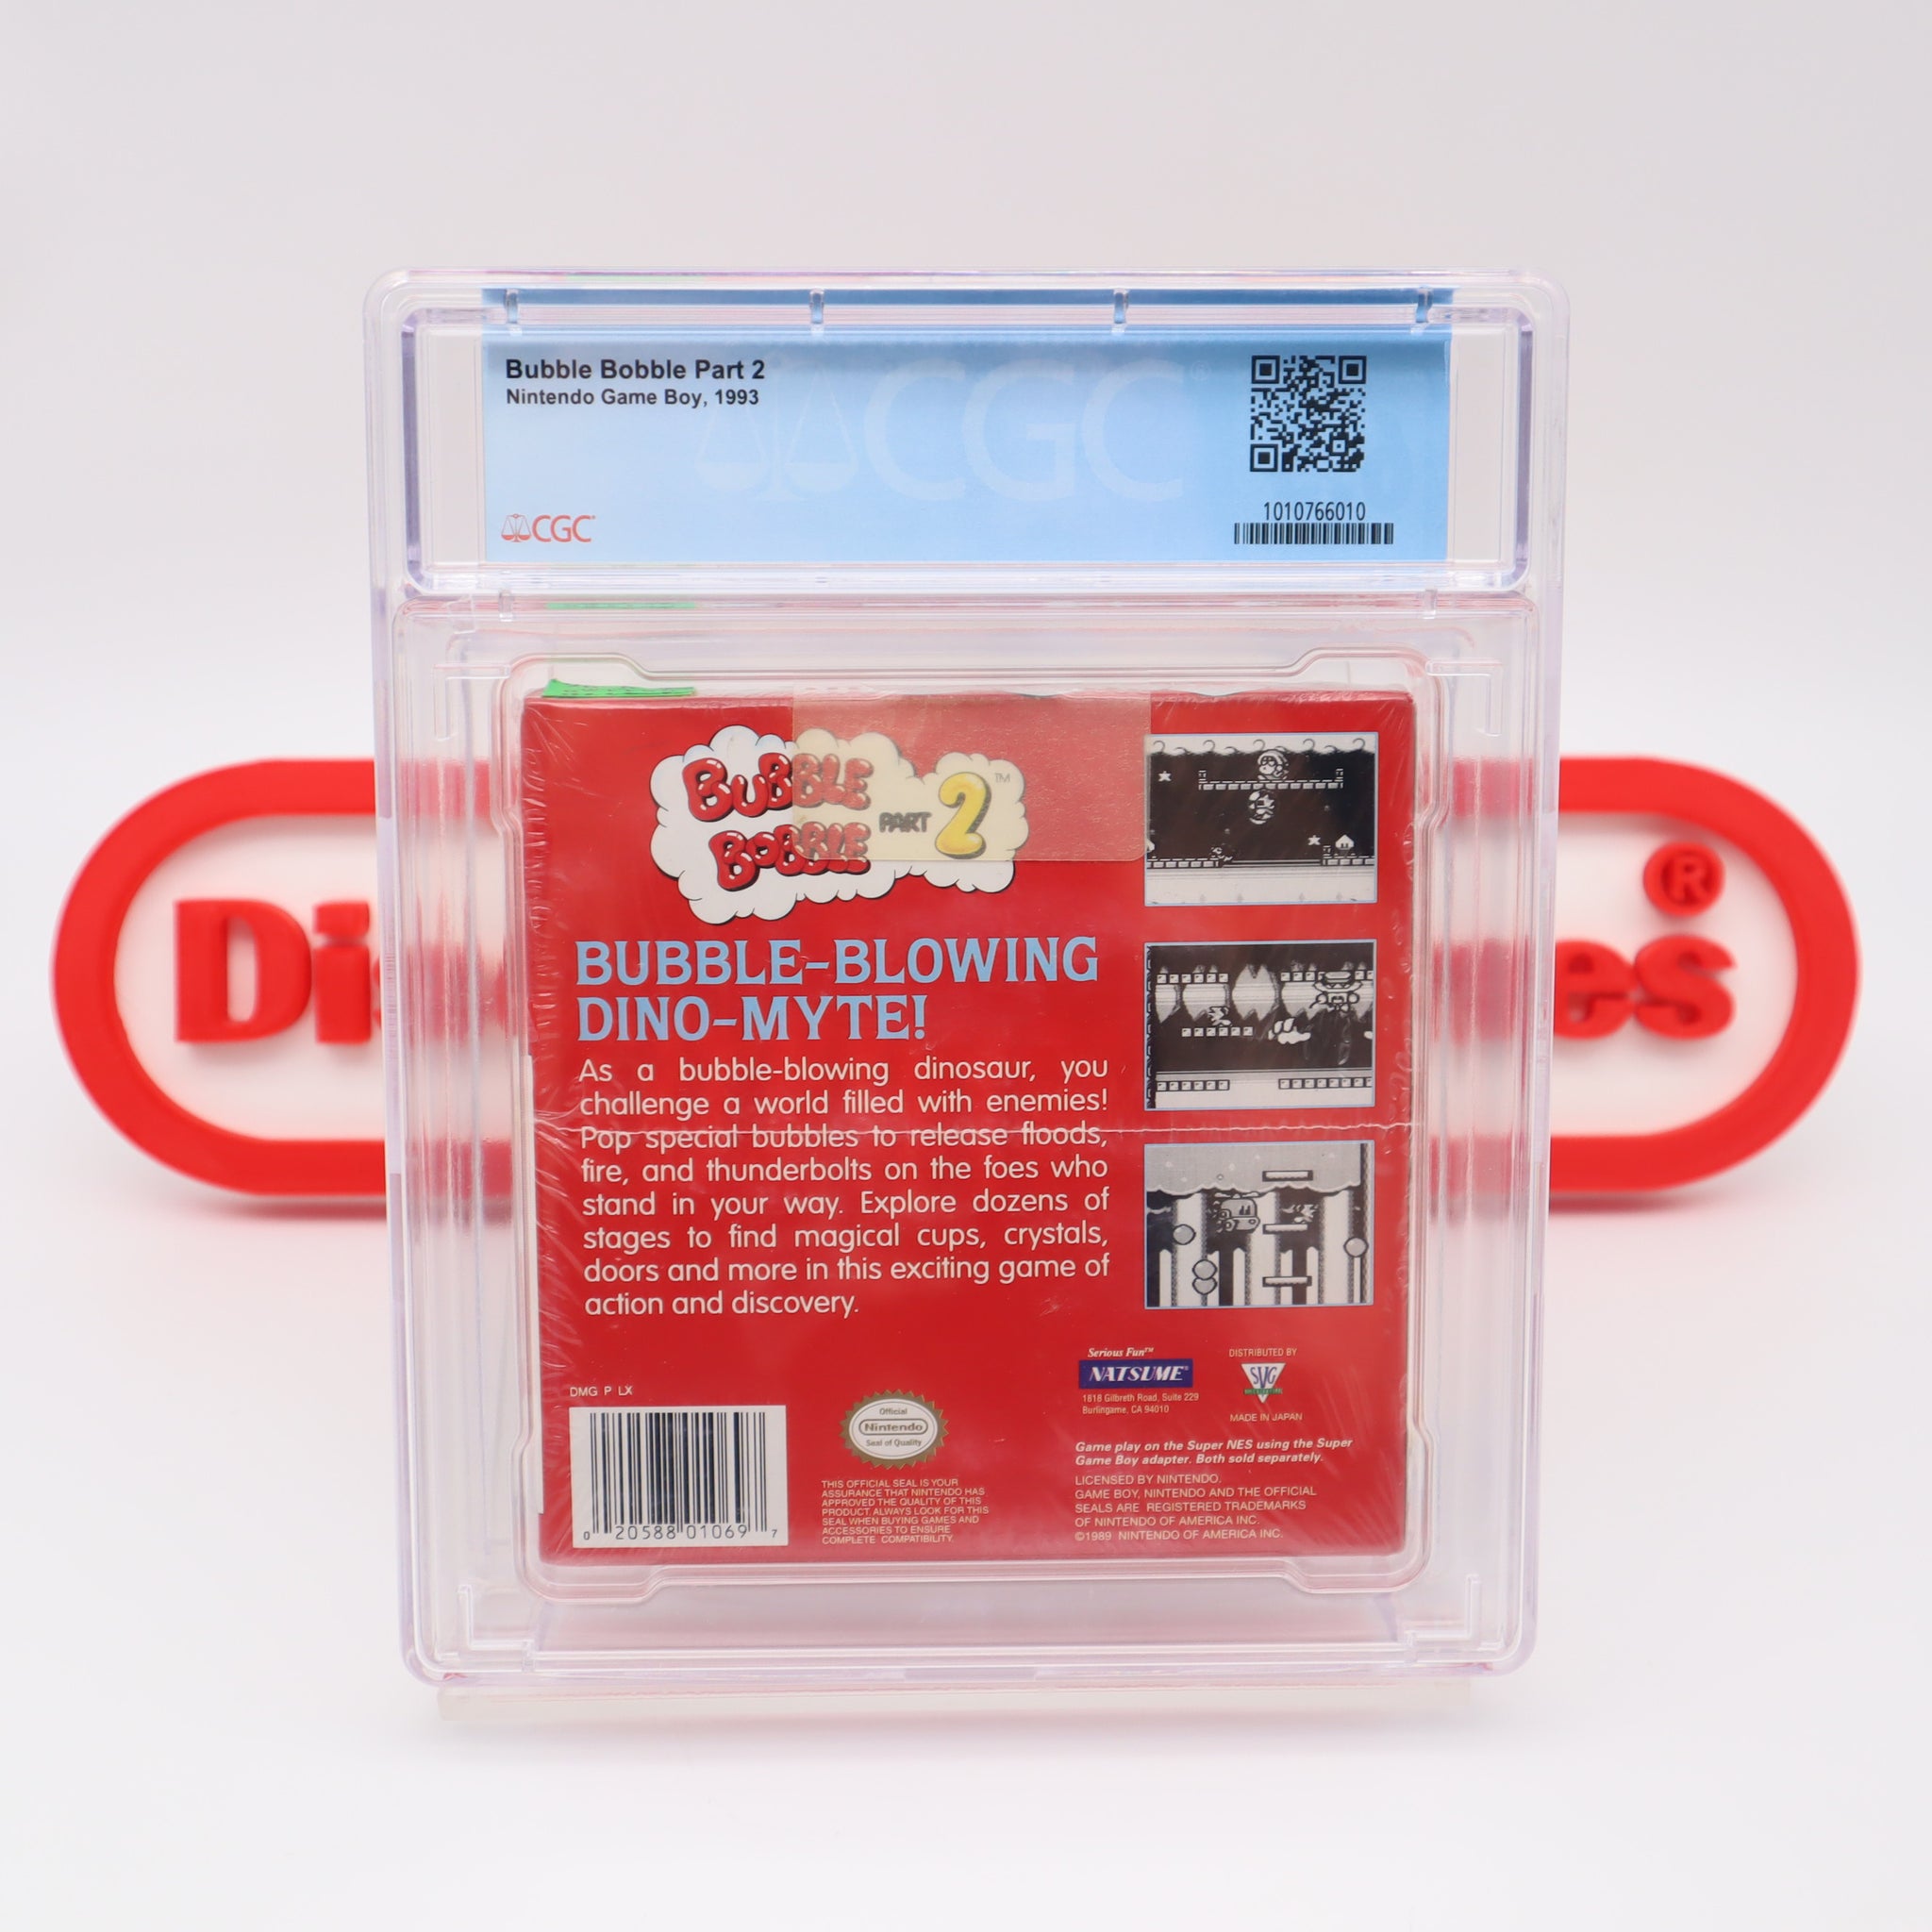 Bubble Bobble Part 2
Nintendo Game Boy, 1993
CGC®
CGC
1010766010
BUBBLE
BOBBLE
PART 2™
BUBBLE-BLOWING
DINO-MYTE!
As a bubble-blowing dinosaur, you
challenge a world filled with enemies!
Pop special bubbles to release floods,
fire, and thunderbolts on the foes who
stand in your way. Explore dozens of
stages to find magical cups, crystals,
doors and more in this exciting game of
action and discovery.
Di
es®
DMG P LX
0 20588 01069 7
Official
Nintendo
Seal of Quality
THIS OFFICIAL SEAL IS YOUR
ASSURANCE THAT NINTENDO HAS
APPROVED THE QUALITY OF THIS
PRODUCT. ALWAYS LOOK FOR THIS
SEAL WHEN BUYING GAMES AND
ACCESSORIES TO ENSURE
COMPLETE COMPATIBILITY.
Serious Fun™
NATSUME®
1818 Gilbreth Road, Suite 229
Burlingame, CA 94010
DISTRIBUTED BY
SVG
MADE IN JAPAN
Game play on the Super NES using the Super
Game Boy adapter. Both sold separately.
LICENSED BY NINTENDO.
GAME BOY, NINTENDO AND THE OFFICIAL
SEALS ARE REGISTERED TRADEMARKS
OF NINTENDO OF AMERICA INC.
©1989 NINTENDO OF AMERICA INC.